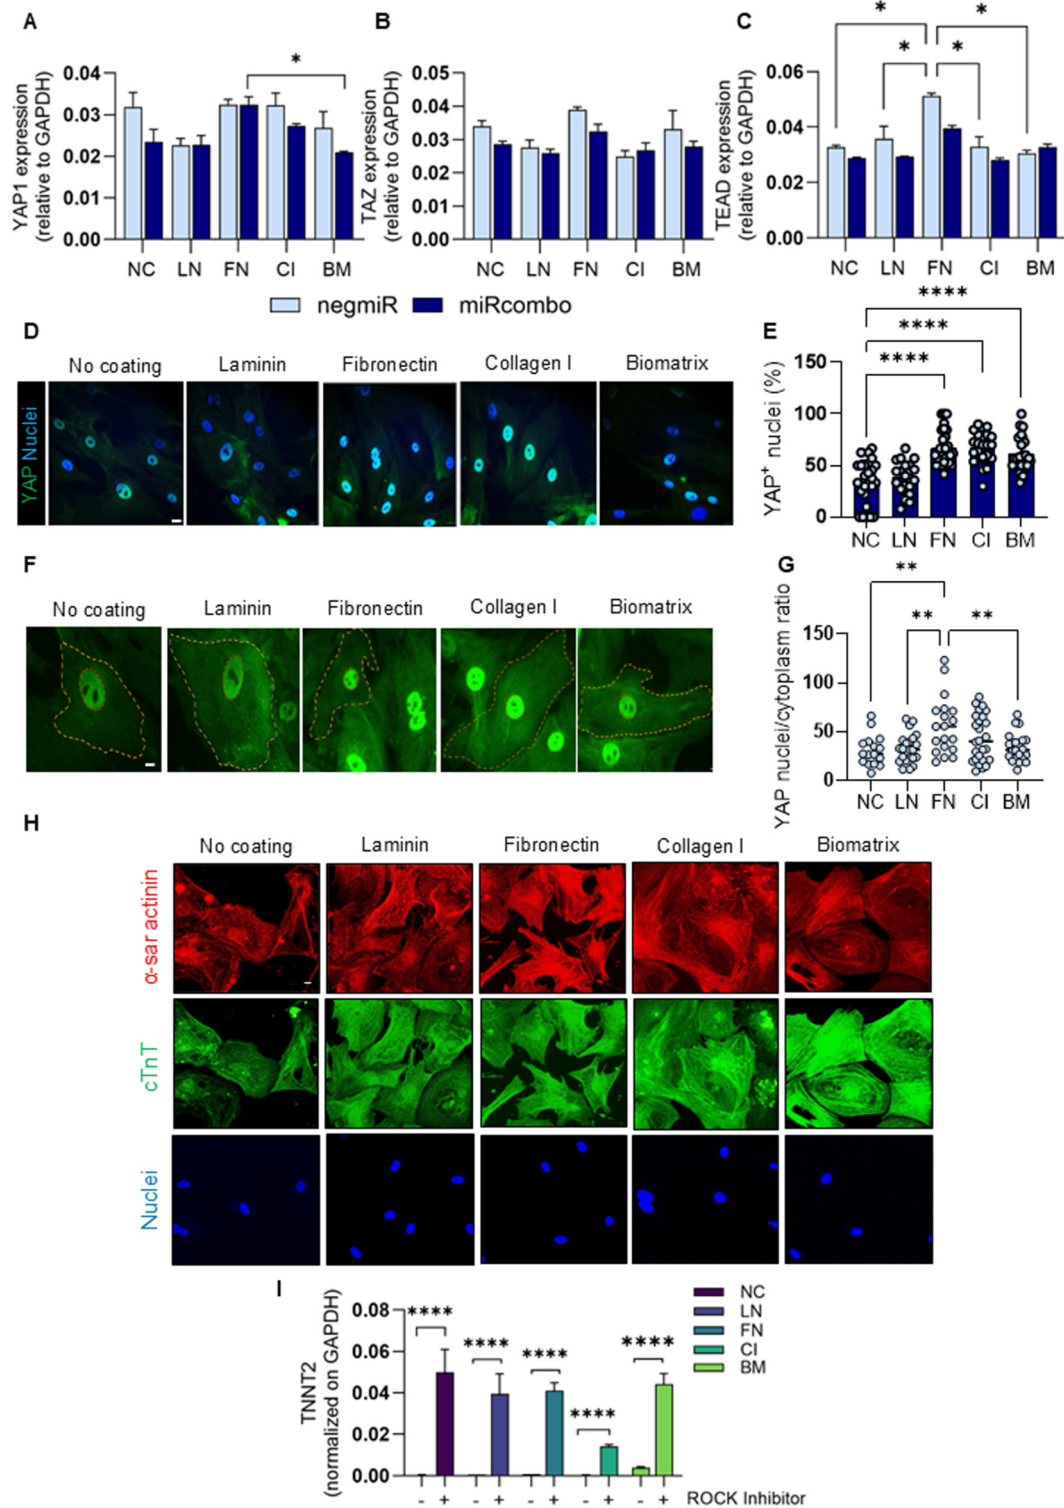 A
YAP1 expression
(relative to GAPDH)
0.04
0.03
0.02
0.01
0.00
*
NC LN FN CI BM
B
TAZ expression
(relative to GAPDH)
0.05
0.04
0.03
0.02
0.01
0.00
NC LN FN CI BM
C
TEAD expression
(relative to GAPDH)
0.06
0.04
0.02
0.00
* *
* *
NC LN FN CI BM
negmiR miRcombo
D
No coating Laminin Fibronectin Collagen I Biomatrix
YAP Nuclei
E
YAP+ nuclei (%)
150
100
50
0
****
****
****
NC LN FN CI BM
F
No coating Laminin Fibronectin Collagen I Biomatrix
G
YAP nuclei/cytoplasm ratio
150
100
50
0
**
** **
NC LN FN CI BM
H
No coating Laminin Fibronectin Collagen I Biomatrix
α-sar actinin
cTnT
Nuclei
I
TNNT2
(normalized on GAPDH)
0.08
0.06
0.04
0.02
0.00
**** **** **** **** ****
- + - + - + - + - + ROCK Inhibitor
NC
LN
FN
CI
BM